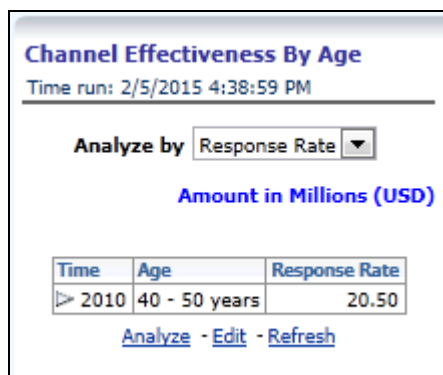 Channel Effectiveness By Age
Time run: 2/5/2015 4:38:59 PM
Analyze by Response Rate
Amount in Millions (USD)
Time Age Response Rate
2010 40 - 50 years 20.50
Analyze - Edit - Refresh